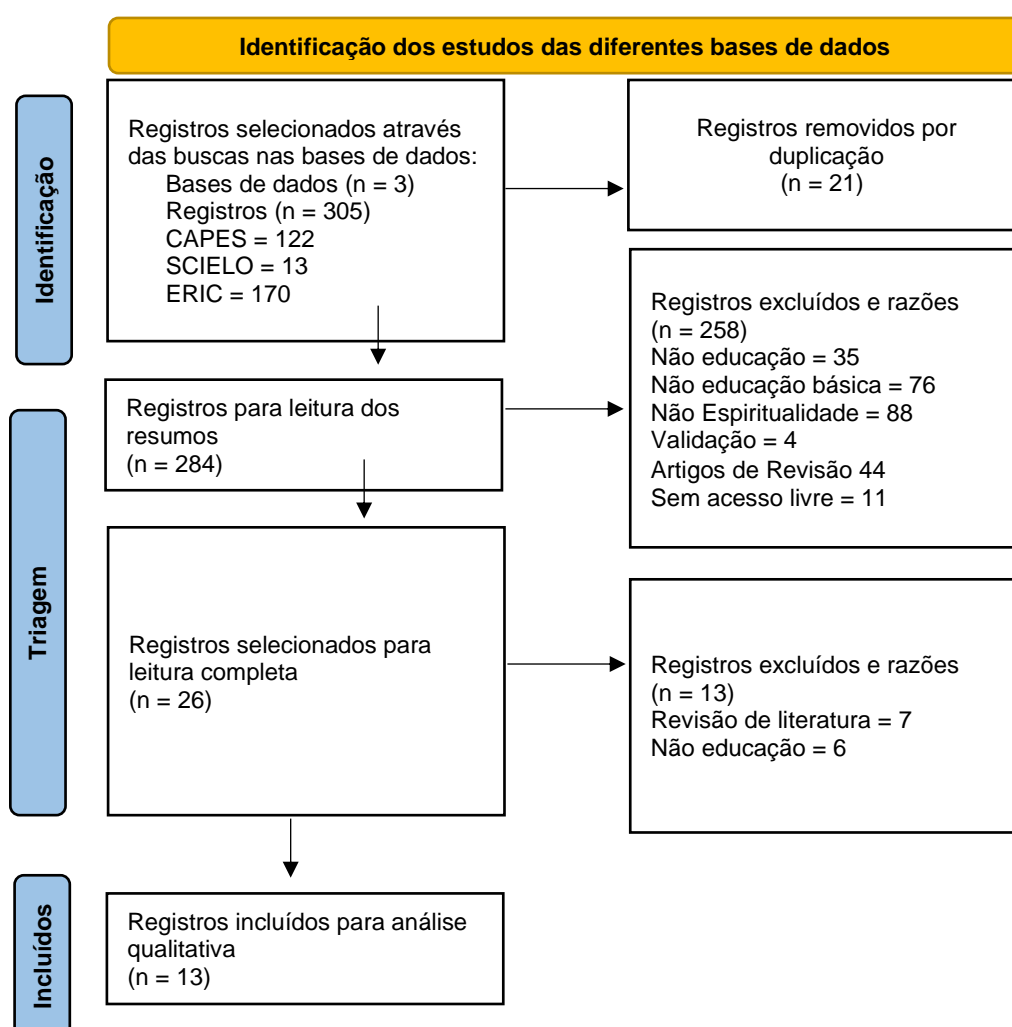 Identificação dos estudos das diferentes bases de dados
Identificação
Registros selecionados através
das buscas nas bases de dados:
Bases de dados (n = 3)
Registros (n = 305)
CAPES = 122
SCIELO = 13
ERIC = 170
Registros removidos por
duplicação
(n = 21)
Triagem
Registros para leitura dos
resumos
(n = 284)
Registros excluídos e razões
(n = 258)
Não educação = 35
Não educação básica = 76
Não Espiritualidade = 88
Validação = 4
Artigos de Revisão 44
Sem acesso livre = 11
Registros selecionados para
leitura completa
(n = 26)
Registros excluídos e razões
(n = 13)
Revisão de literatura = 7
Não educação = 6
Incluídos
Registros incluídos para análise
qualitativa
(n = 13)